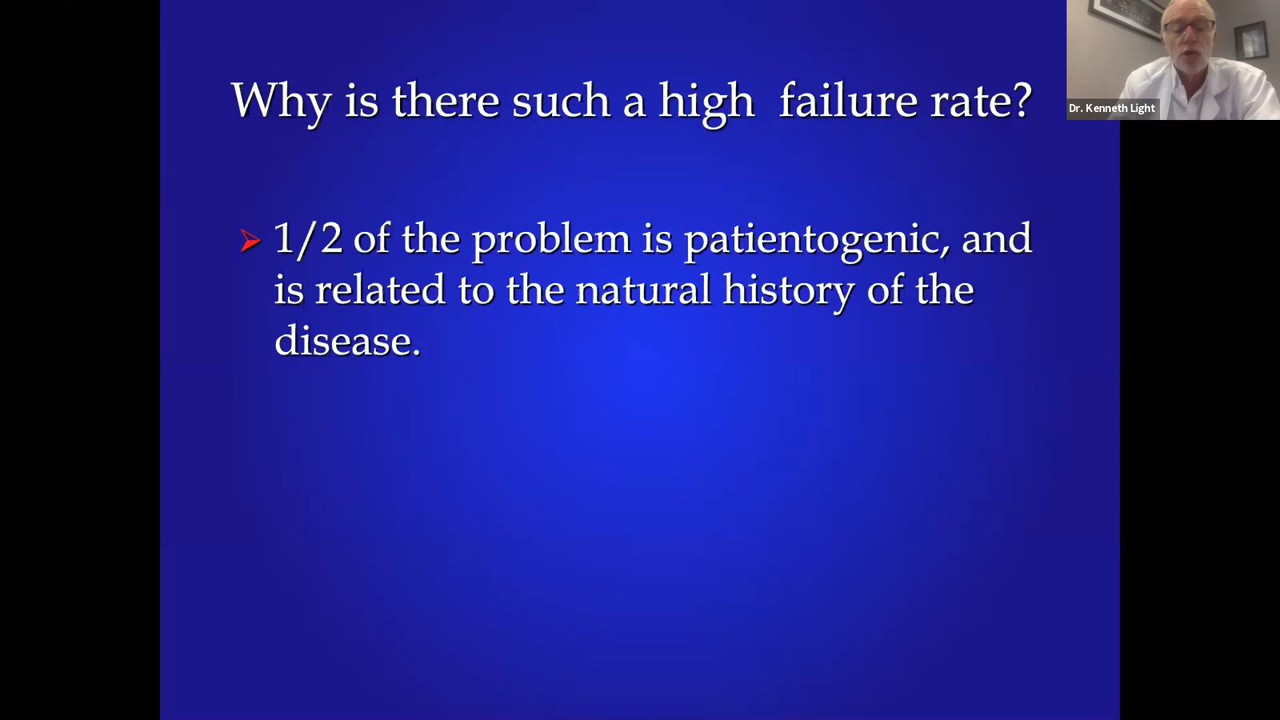 Why is there such a high  failure rate?
Dr. Kenneth Light
1/2 of the problem is patientogenic, and
is related to the natural history of the
disease.